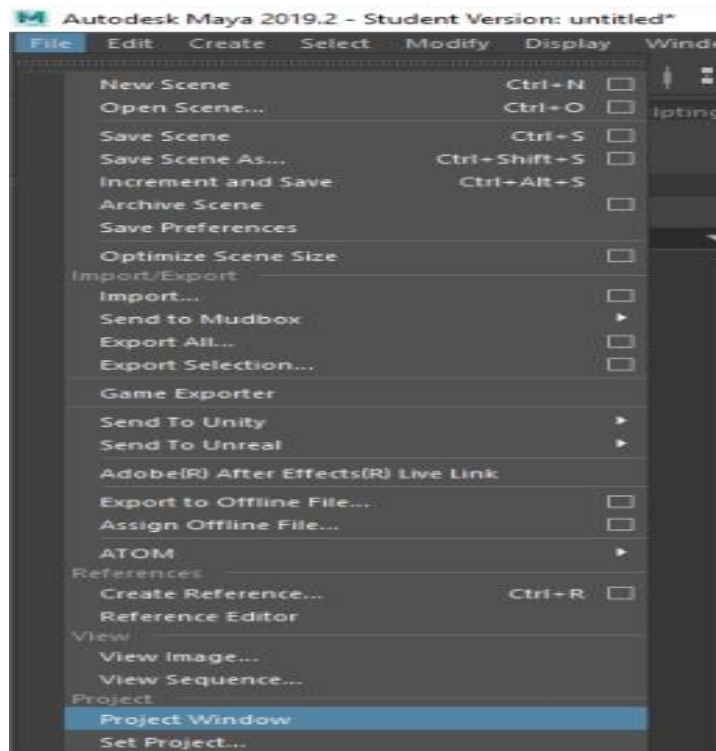 Autodesk Maya 2019.2 - Student Version: untitled*
File Edit Create Select Modify Display
New Scene Ctrl+N
Open Scene... Ctrl+O
Save Scene Ctrl+S
Save Scene As... Ctrl+Shift+S
Increment and Save Ctrl+Alt+S
Archive Scene
Save Preferences
Optimize Scene Size
Import/Export
Import...
Send to Mudbox
Export All...
Export Selection...
Game Exporter
Send To Unity
Send To Unreal
Adobe(R) After Effects(R) Live Link
Export to Offline File...
Assign Offline File...
ATOM
References
Create Reference... Ctrl+R
Reference Editor
View
View Image...
View Sequence...
Project
Project Window
Set Project...